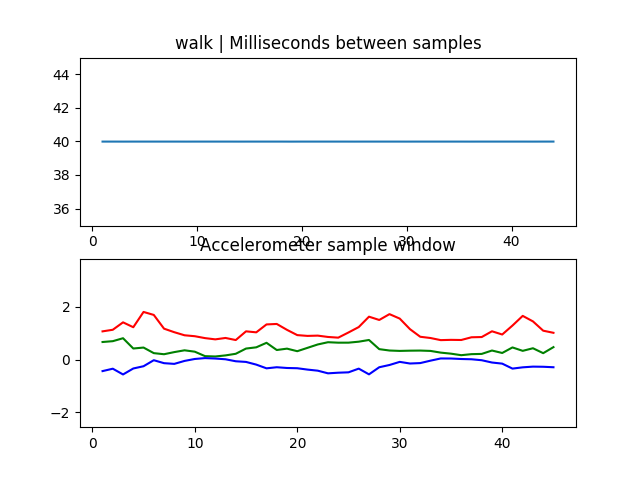 walk | Milliseconds between samples
44
42
40
38
36
0 10 20 30 40
Accelerometer sample window
2
0
−2
0 10 20 30 40